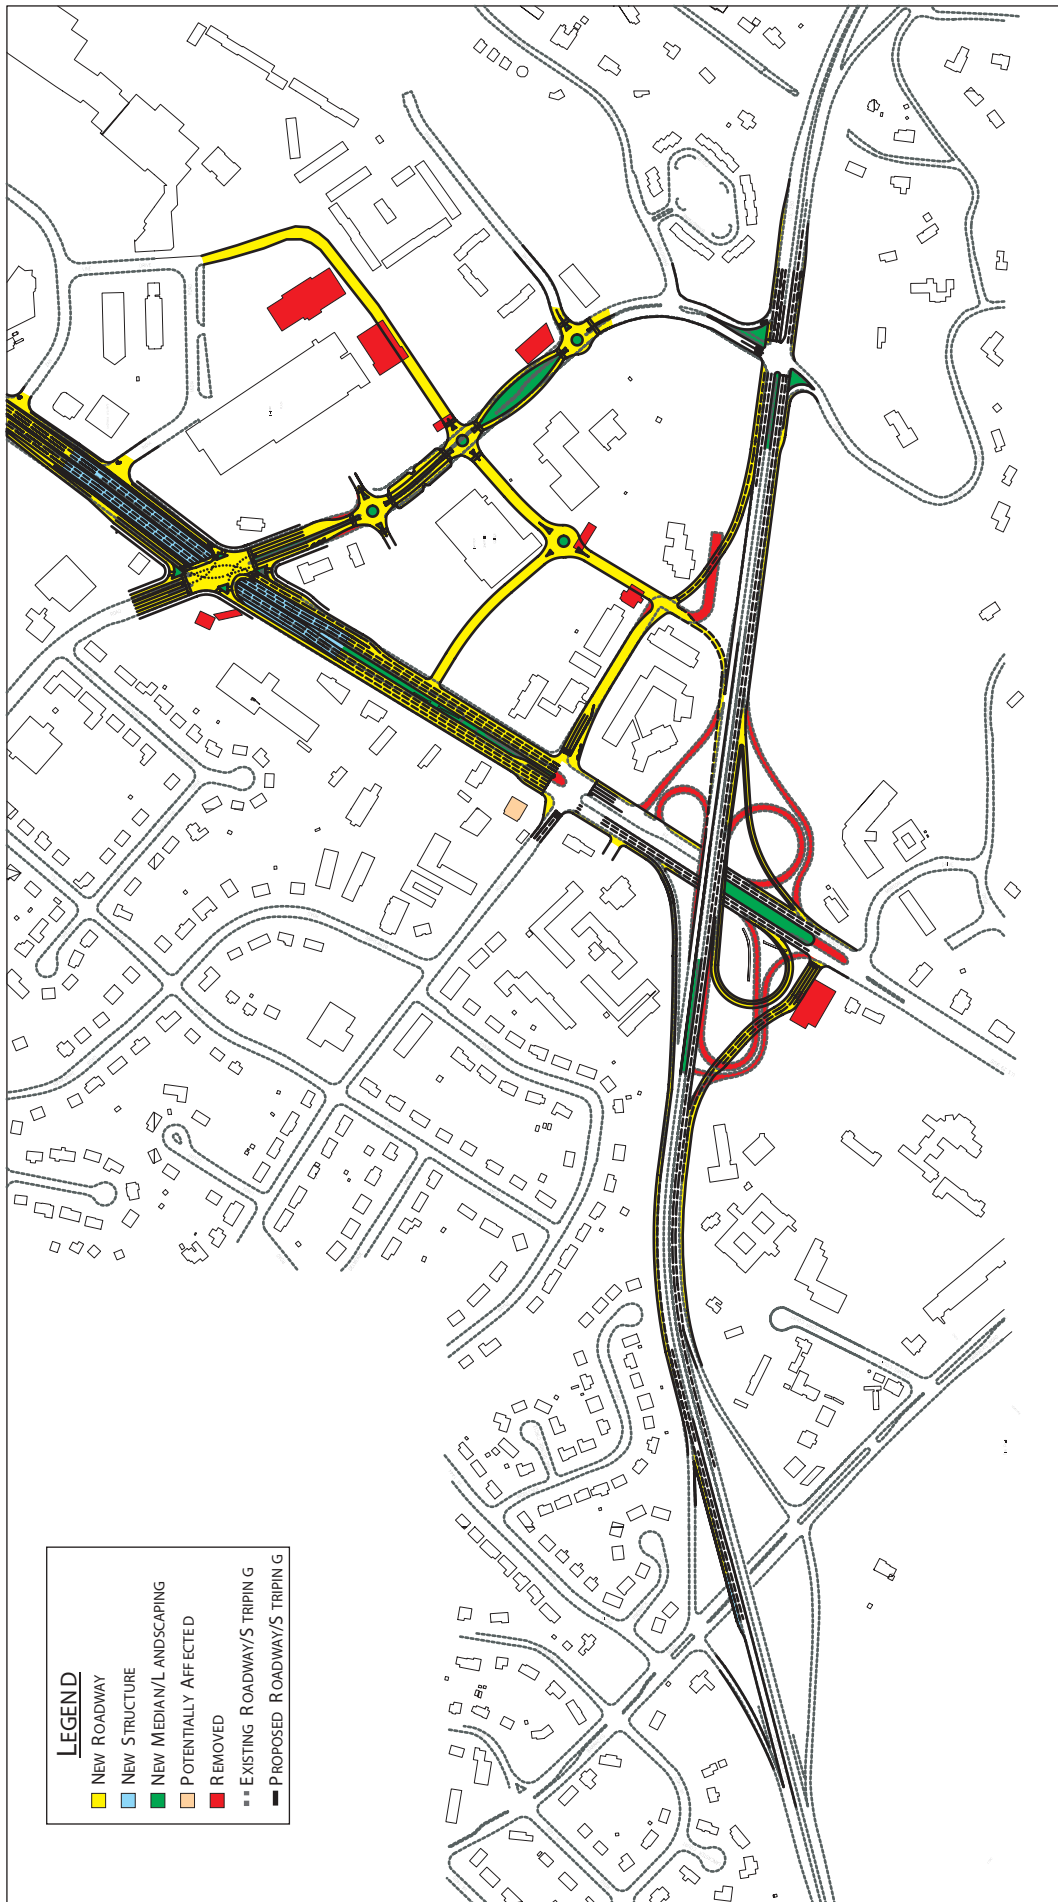 LEGEND
NEW ROADWAY
NEW STRUCTURE
NEW MEDIAN/LANDSCAPING
POTENTIALLY AFFECTED
REMOVED
EXISTING ROADWAY/STRIPING
PROPOSED ROADWAY/STRIPING